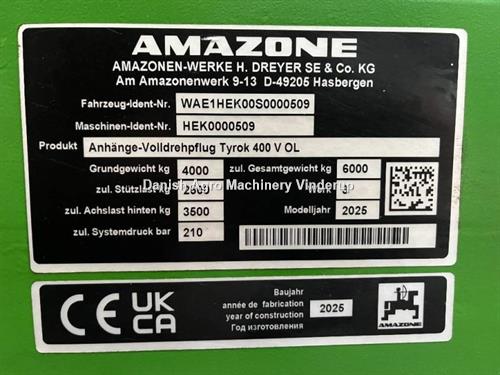 AMAZONE
AMAZONEN-WERKE H. DREYER SE & Co. KG
Am Amazonenwerk 9-13 D-49205 Hasbergen
Fahrzeug-Ident-Nr. WAE1HEK00S0000509
Maschinen-Ident-Nr. HEK0000509
Produkt Anhänge-Volldrehpflug Tyrok 400 V OL
Grundgewicht kg 4000 zul. Gesamtgewicht kg 6000
zul. Stützlast kg Werk
Danish Agro Machinery Vinderup
zul. Achslast hinten kg 3500 Modelljahr 2025
zul. Systemdruck bar 210
CE UKCA
Baujahr
année de fabrication
year of construction
Год изготовления
2025
AMAZONE